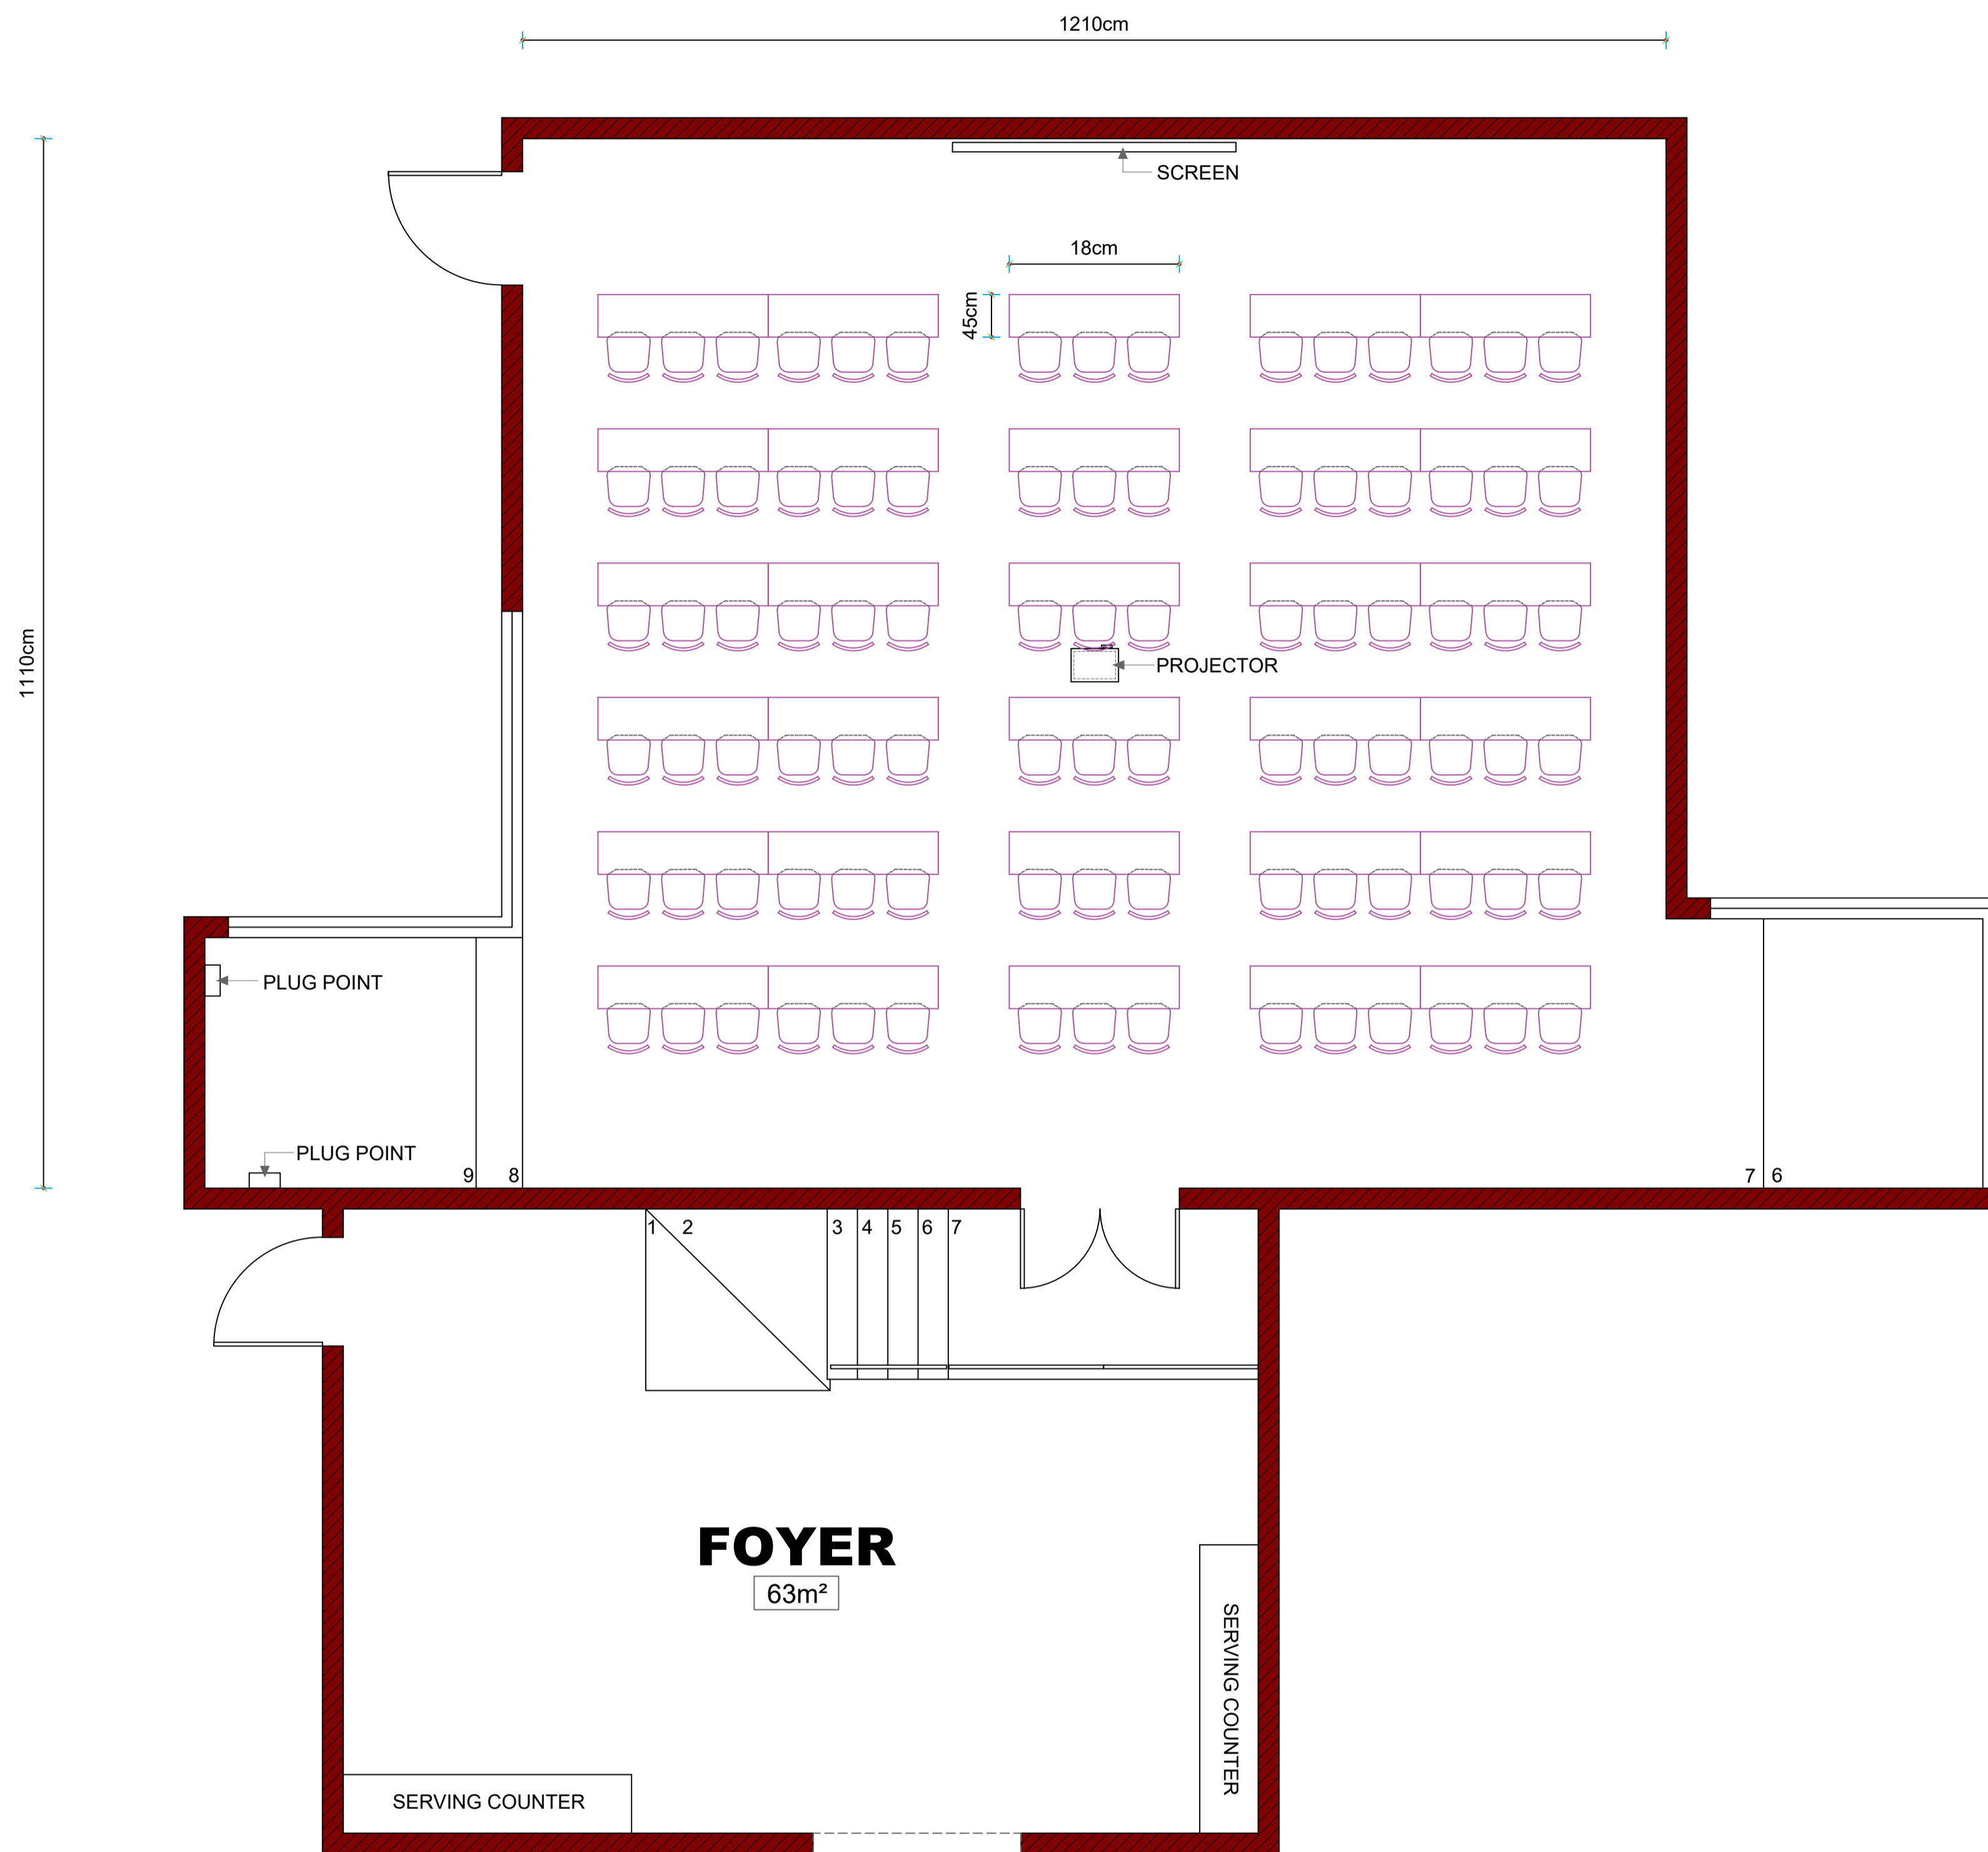 1210cm
SCREEN
18cm
45cm
1110cm
PROJECTOR
PLUG POINT
PLUG POINT
9 8
7 6
1 2 3 4 5 6 7
FOYER
63m²
SERVING COUNTER
SERVING COUNTER